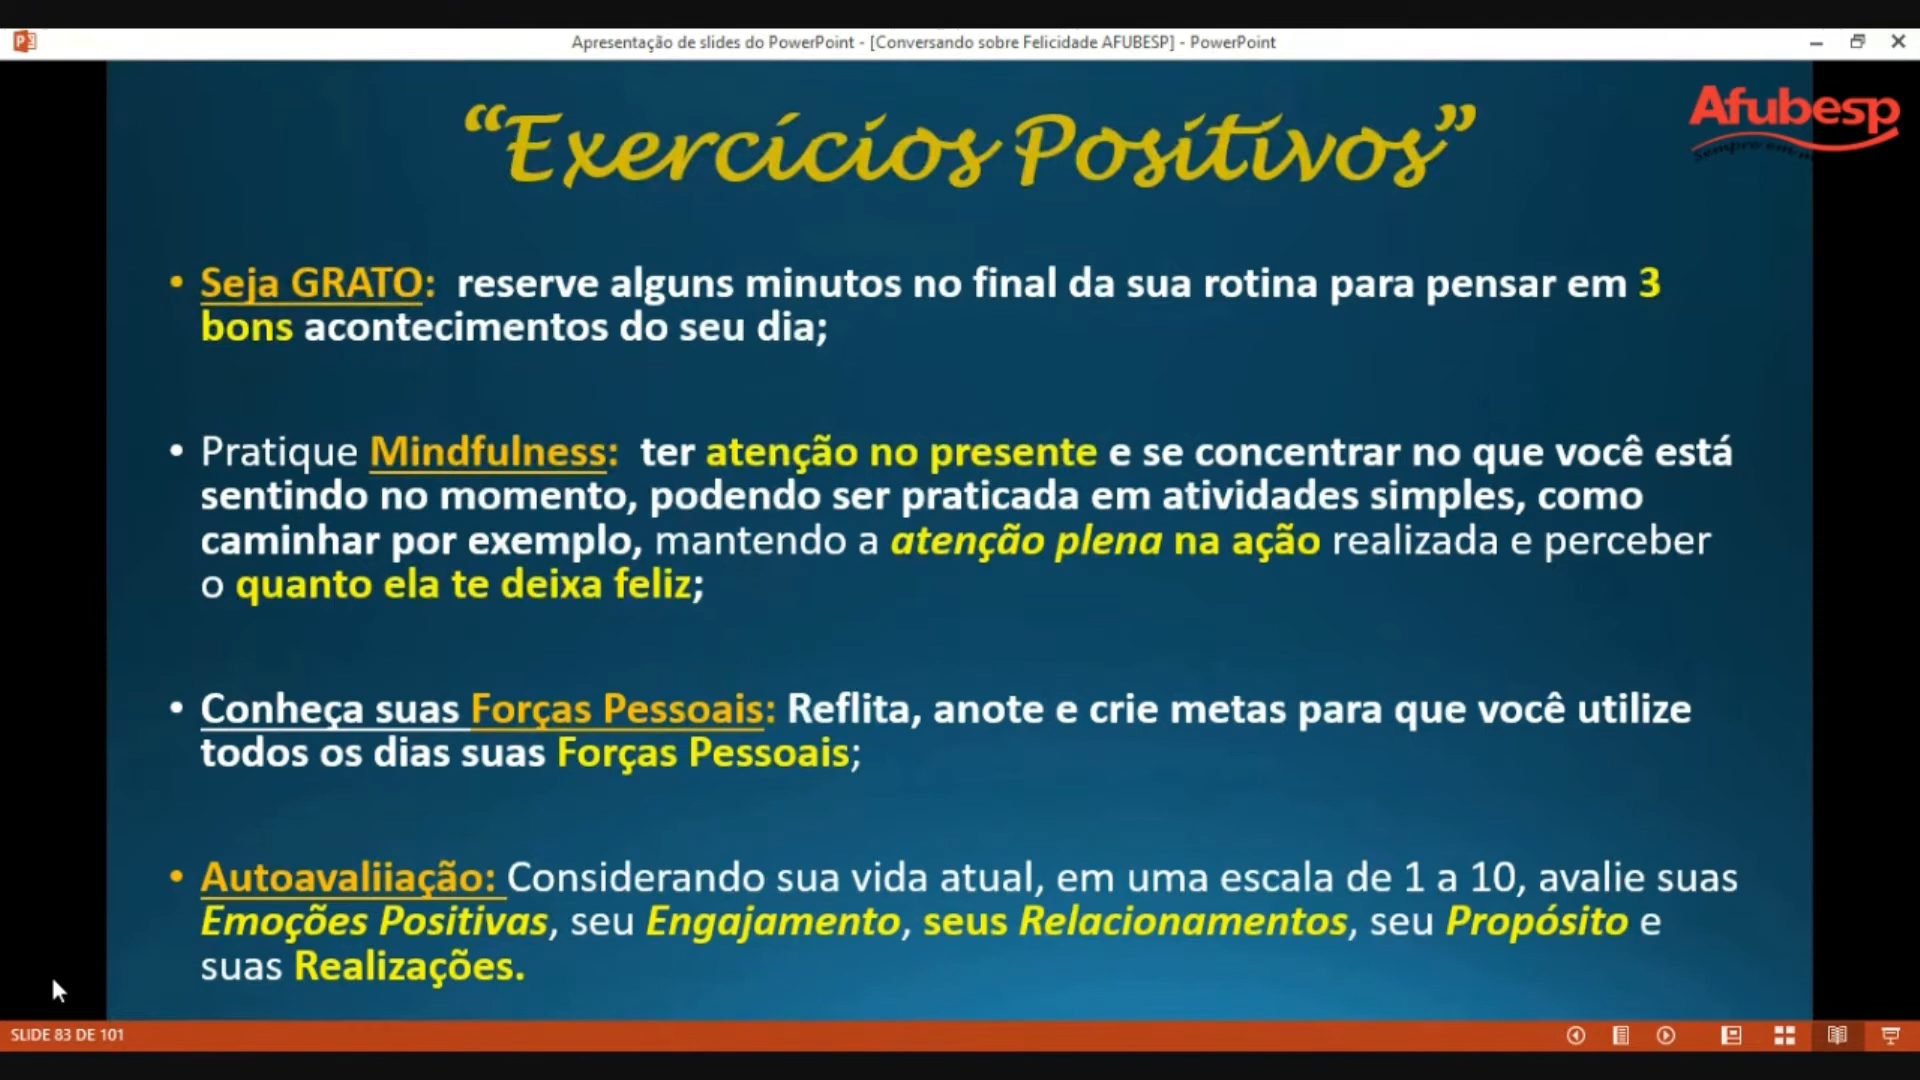 Apresentação de slides do PowerPoint - [Conversando sobre Felicidade AFUBESP] - PowerPoint
Afubesp
Sempre em
“Exercícios Positivos”
• Seja GRATO: reserve alguns minutos no final da sua rotina para pensar em 3
bons acontecimentos do seu dia;
• Pratique Mindfulness: ter atenção no presente e se concentrar no que você está
sentindo no momento, podendo ser praticada em atividades simples, como
caminhar por exemplo, mantendo a atenção plena na ação realizada e perceber
o quanto ela te deixa feliz;
• Conheça suas Forças Pessoais: Reflita, anote e crie metas para que você utilize
todos os dias suas Forças Pessoais;
• Autoavaliiação: Considerando sua vida atual, em uma escala de 1 a 10, avalie suas
Emoções Positivas, seu Engajamento, seus Relacionamentos, seu Propósito e
suas Realizações.
SLIDE 83 DE 101